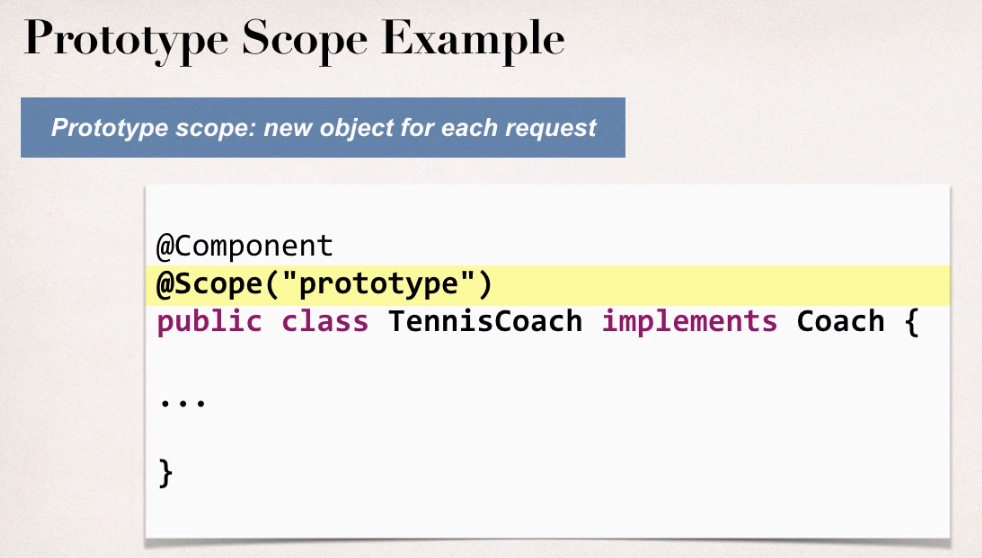 Prototype Scope Example
Prototype scope: new object for each request
@Component
@Scope("prototype")
public class TennisCoach implements Coach {
...
}